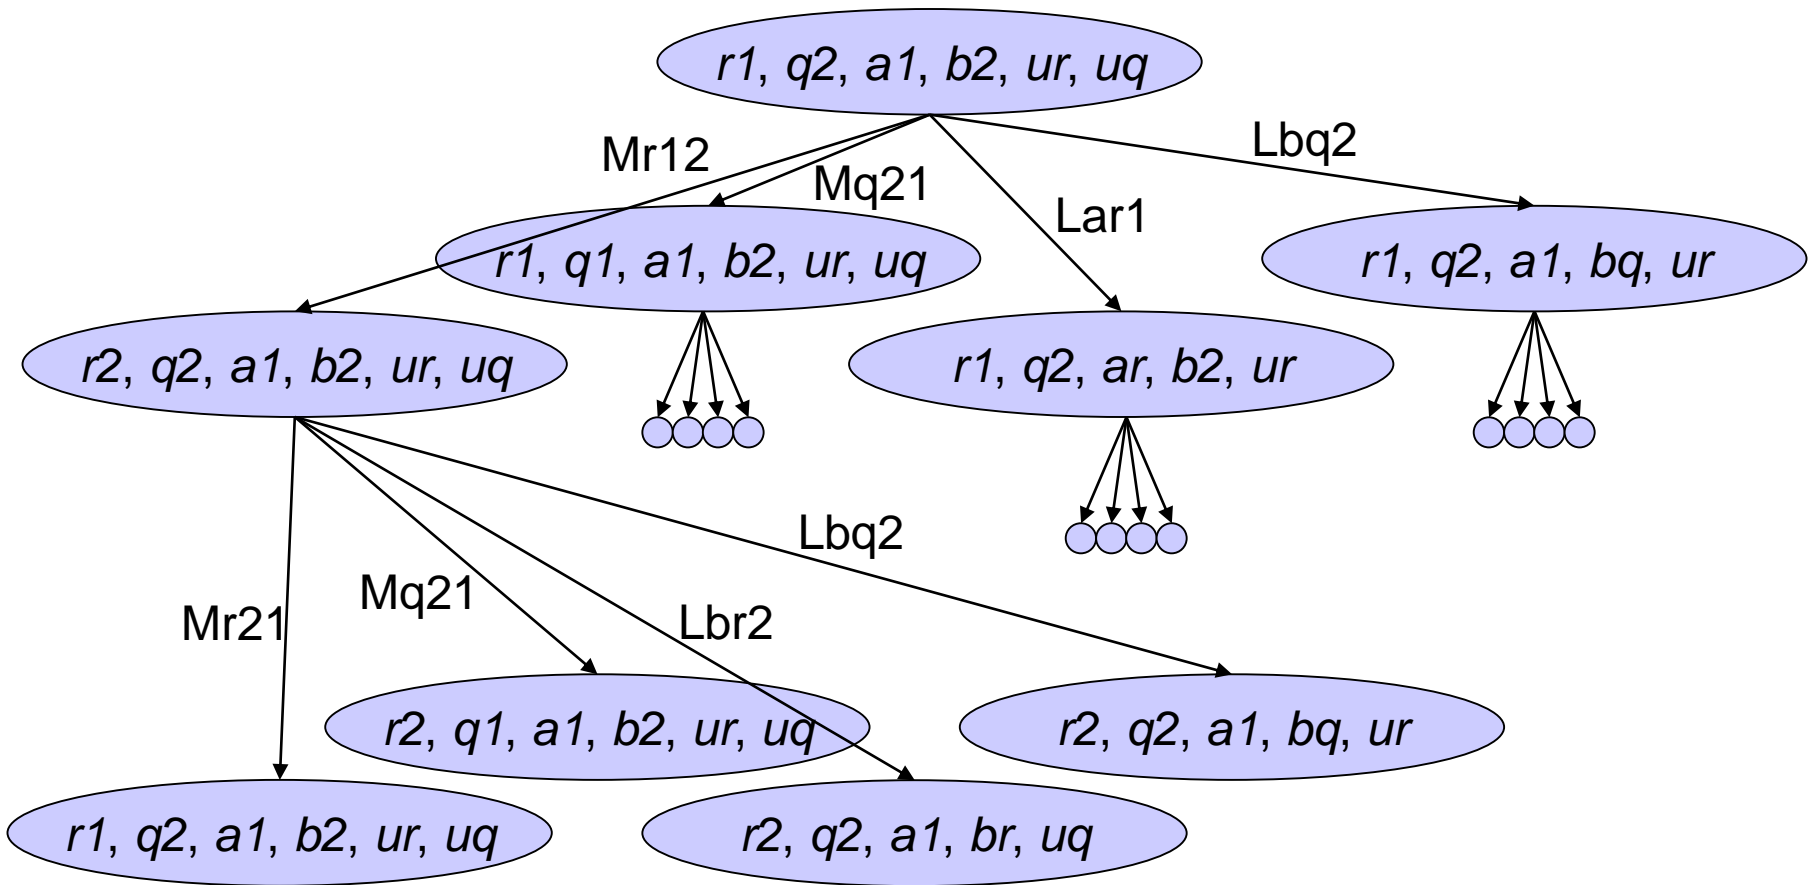 r1, q2, a1, b2, ur, uq
Mr12
Mq21
Lar1
Lbq2
r1, q1, a1, b2, ur, uq
r1, q2, a1, bq, ur
r2, q2, a1, b2, ur, uq
r1, q2, ar, b2, ur
Mr21
Mq21
Lbr2
Lbq2
r2, q1, a1, b2, ur, uq
r2, q2, a1, bq, ur
r1, q2, a1, b2, ur, uq
r2, q2, a1, br, uq